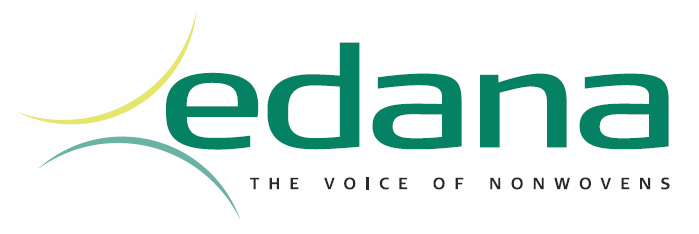 edana
THE VOICE OF NONWOVENS